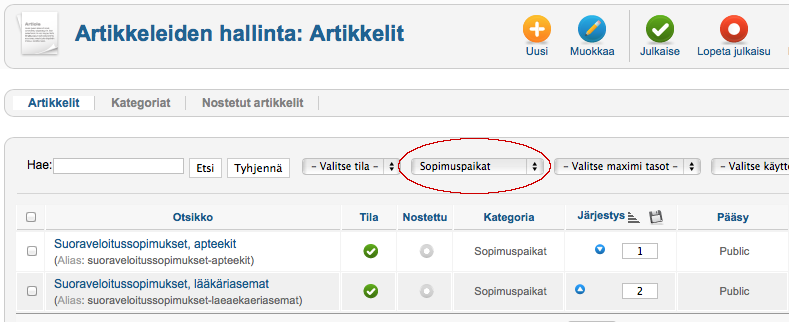 Artikkeleiden hallinta: Artikkelit
Uusi Muokkaa Julkaise Lopeta julkaisu
Artikkelit Kategoriat Nostetut artikkelit
Hae: Etsi Tyhjennä – Valitse tila – Sopimuspaikat – Valitse maximi tasot – – Valitse käytt
Otsikko Tila Nostettu Kategoria Järjestys Pääsy
Suoraveloitussopimukset, apteekit
(Alias: suoraveloitussopimukset-apteekit) Sopimuspaikat 1 Public
Suoraveloitussopimukset, lääkäriasemat
(Alias: suoraveloitussopimukset-laeaekaeriasemat) Sopimuspaikat 2 Public